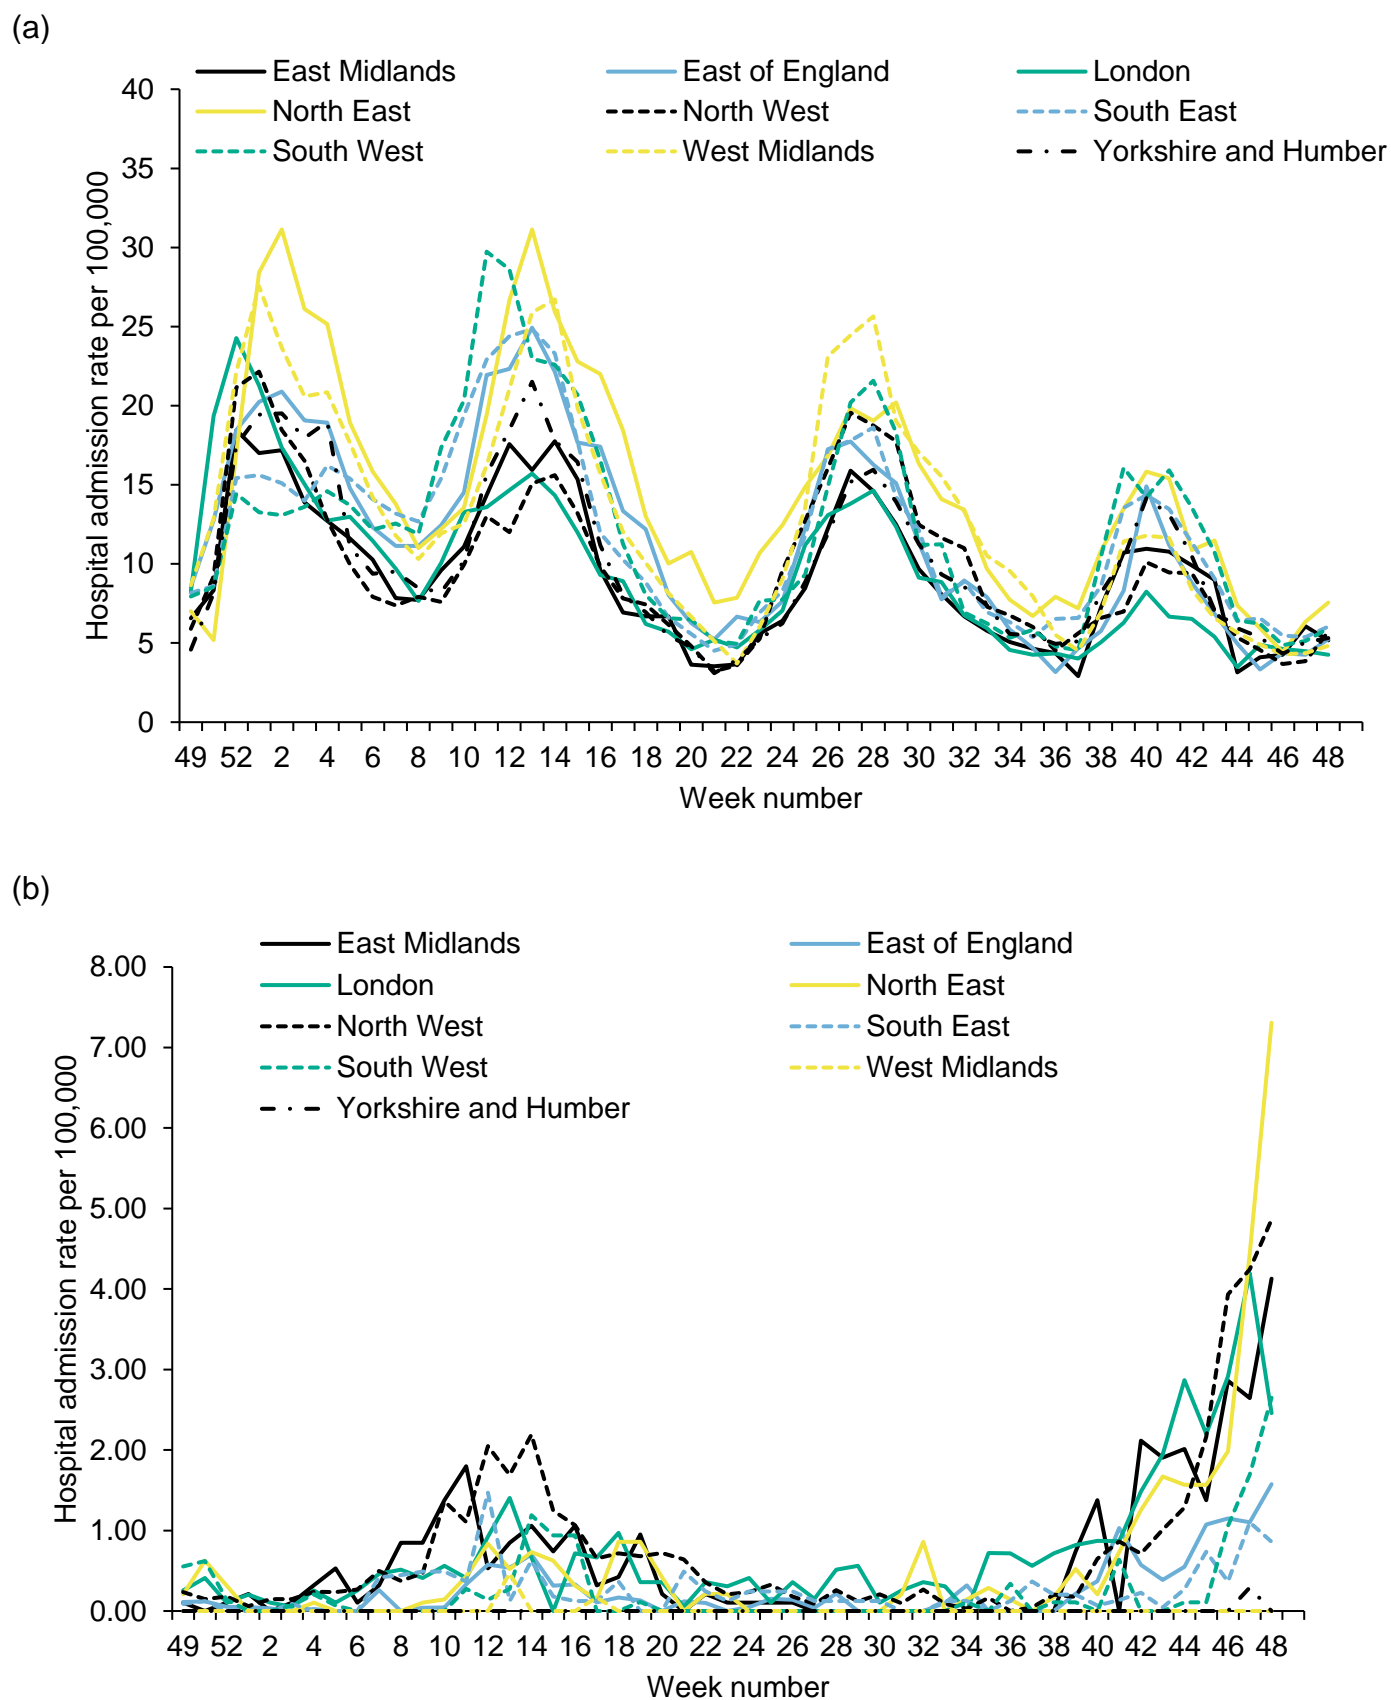 (a)
East Midlands East of England London
North East North West South East
South West West Midlands Yorkshire and Humber
Hospital admission rate per 100,000
40
35
30
25
20
15
10
5
0
49 52 2 4 6 8 10 12 14 16 18 20 22 24 26 28 30 32 34 36 38 40 42 44 46 48
Week number
(b)
East Midlands East of England
London North East
North West South East
South West West Midlands
Yorkshire and Humber
Hospital admission rate per 100,000
8.00
7.00
6.00
5.00
4.00
3.00
2.00
1.00
0.00
49 52 2 4 6 8 10 12 14 16 18 20 22 24 26 28 30 32 34 36 38 40 42 44 46 48
Week number